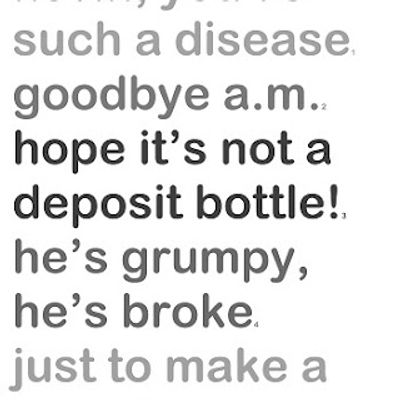 such a disease.1
goodbye a.m..2
hope it's not a
deposit bottle!.3
he's grumpy,
he's broke.4
just to make a